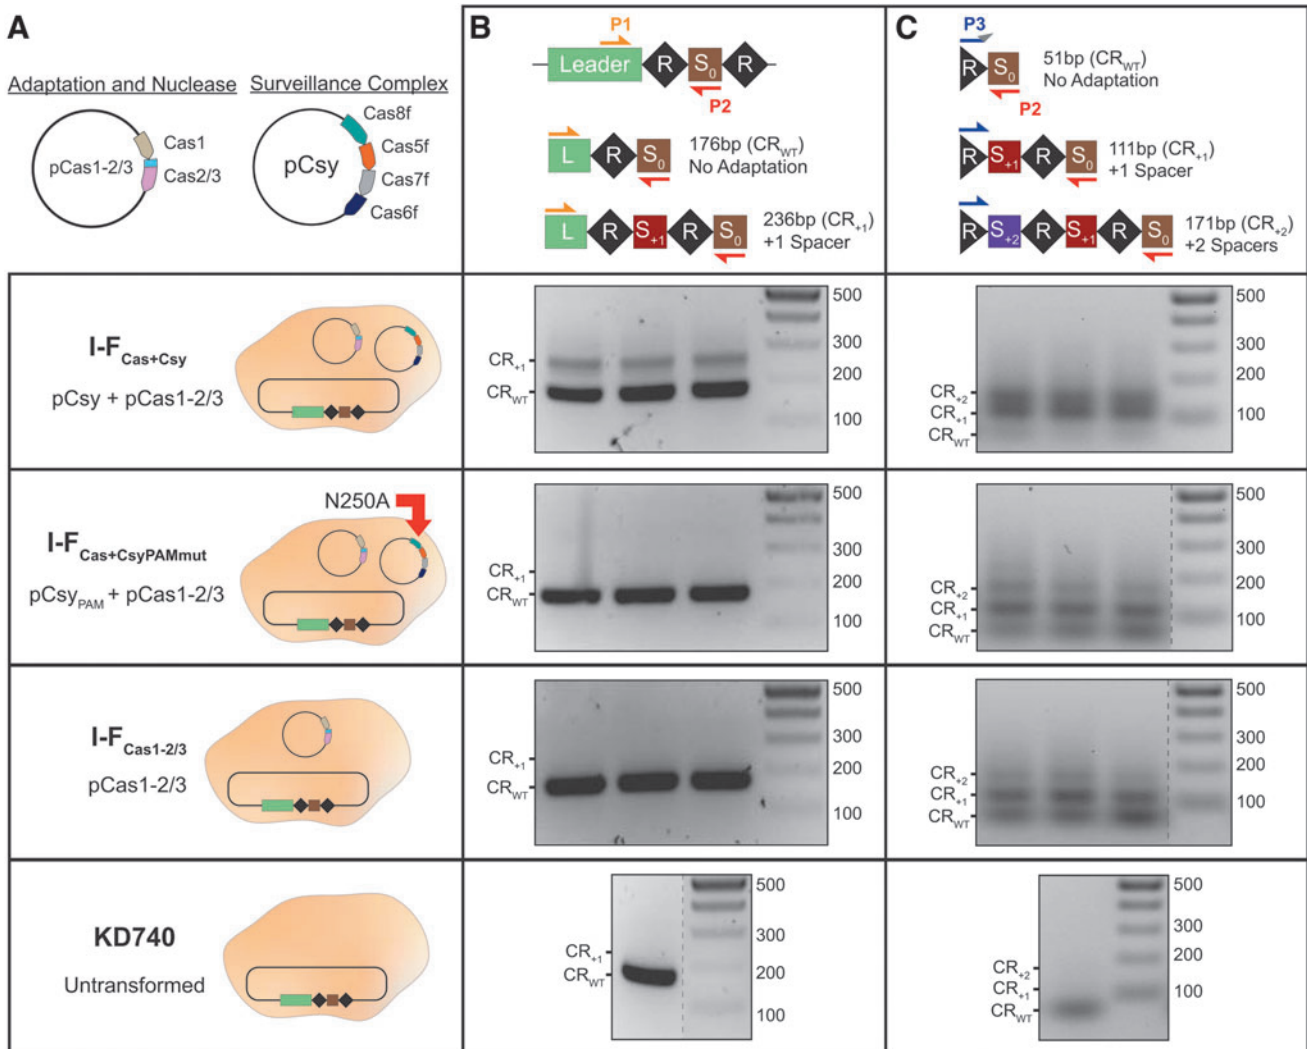 A
Adaptation and Nuclease
Surveillance Complex
pCas1-2/3
Cas1
Cas2/3
pCsy
Cas8f
Cas5f
Cas7f
Cas6f
B
P1
Leader R S0 R
P2
L R S0
176bp (CRWT)
No Adaptation
L R S+1 R S0
236bp (CR+1)
+1 Spacer
C
P3
R S0
51bp (CRWT)
No Adaptation
P2
R S+1 R S0
111bp (CR+1)
+1 Spacer
R S+2 R S+1 R S0
171bp (CR+2)
+2 Spacers
I-FCas+Csy
pCsy + pCas1-2/3
CR+1
CRWT
500
300
200
100
CR+2
CR+1
CRWT
500
300
200
100
N250A
I-FCas+CsyPAMmut
pCsyPAM + pCas1-2/3
CR+1
CRWT
500
300
200
100
CR+2
CR+1
CRWT
500
300
200
100
I-FCas1-2/3
pCas1-2/3
CR+1
CRWT
500
300
200
100
CR+2
CR+1
CRWT
500
300
200
100
KD740
Untransformed
CR+1
CRWT
500
300
200
100
CR+2
CR+1
CRWT
500
300
200
100